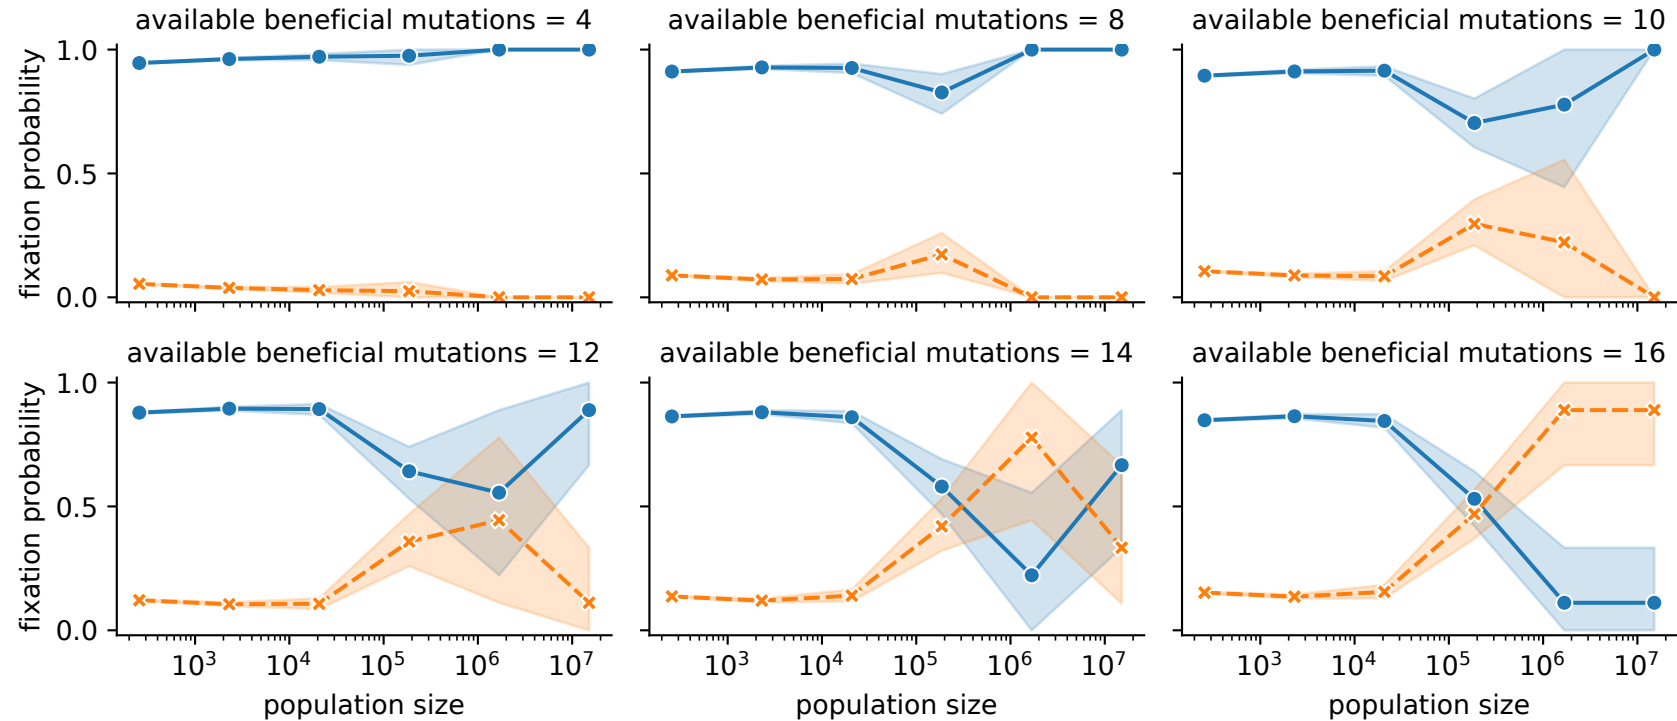 available beneficial mutations = 4
available beneficial mutations = 8
available beneficial mutations = 10
fixation probability
1.0
0.5
0.0
available beneficial mutations = 12
available beneficial mutations = 14
available beneficial mutations = 16
fixation probability
1.0
0.5
0.0
10³ 10⁴ 10⁵ 10⁶ 10⁷
10³ 10⁴ 10⁵ 10⁶ 10⁷
10³ 10⁴ 10⁵ 10⁶ 10⁷
population size
population size
population size